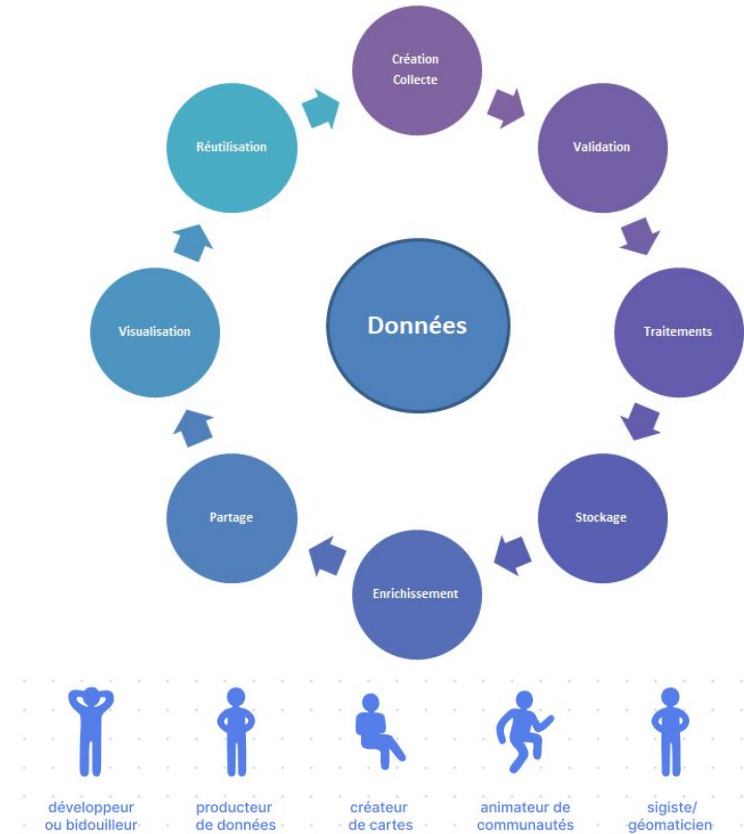 Création
Collecte
Validation
Traitements
Stockage
Enrichissement
Partage
Visualisation
Réutilisation
Données
développeur
ou bidouilleur
producteur
de données
créateur
de cartes
animateur de
communautés
sigiste/
géomaticien